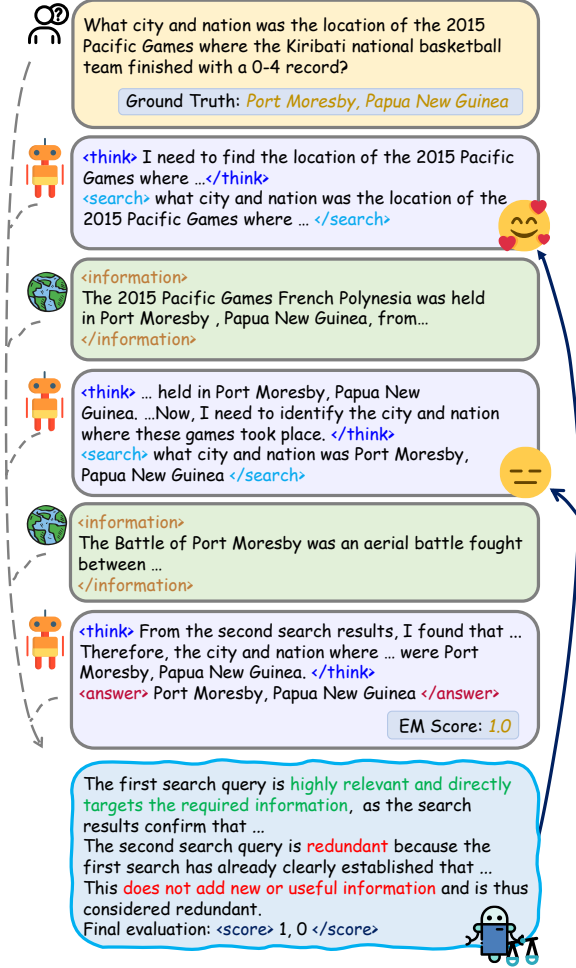 What city and nation was the location of the 2015
Pacific Games where the Kiribati national basketball
team finished with a 0-4 record?
Ground Truth: Port Moresby, Papua New Guinea
<think> I need to find the location of the 2015 Pacific
Games where ...</think>
<search> what city and nation was the location of the
2015 Pacific Games where ... </search>
<information>
The 2015 Pacific Games French Polynesia was held
in Port Moresby , Papua New Guinea, from...
</information>
<think> ... held in Port Moresby, Papua New
Guinea. ...Now, I need to identify the city and nation
where these games took place. </think>
<search> what city and nation was Port Moresby,
Papua New Guinea </search>
<information>
The Battle of Port Moresby was an aerial battle fought
between ...
</information>
<think> From the second search results, I found that ...
Therefore, the city and nation where ... were Port
Moresby, Papua New Guinea. </think>
<answer> Port Moresby, Papua New Guinea </answer>
EM Score: 1.0
The first search query is highly relevant and directly
targets the required information, as the search
results confirm that ...
The second search query is redundant because the
first search has already clearly established that ...
This does not add new or useful information and is thus
considered redundant.
Final evaluation: <score> 1, 0 </score>